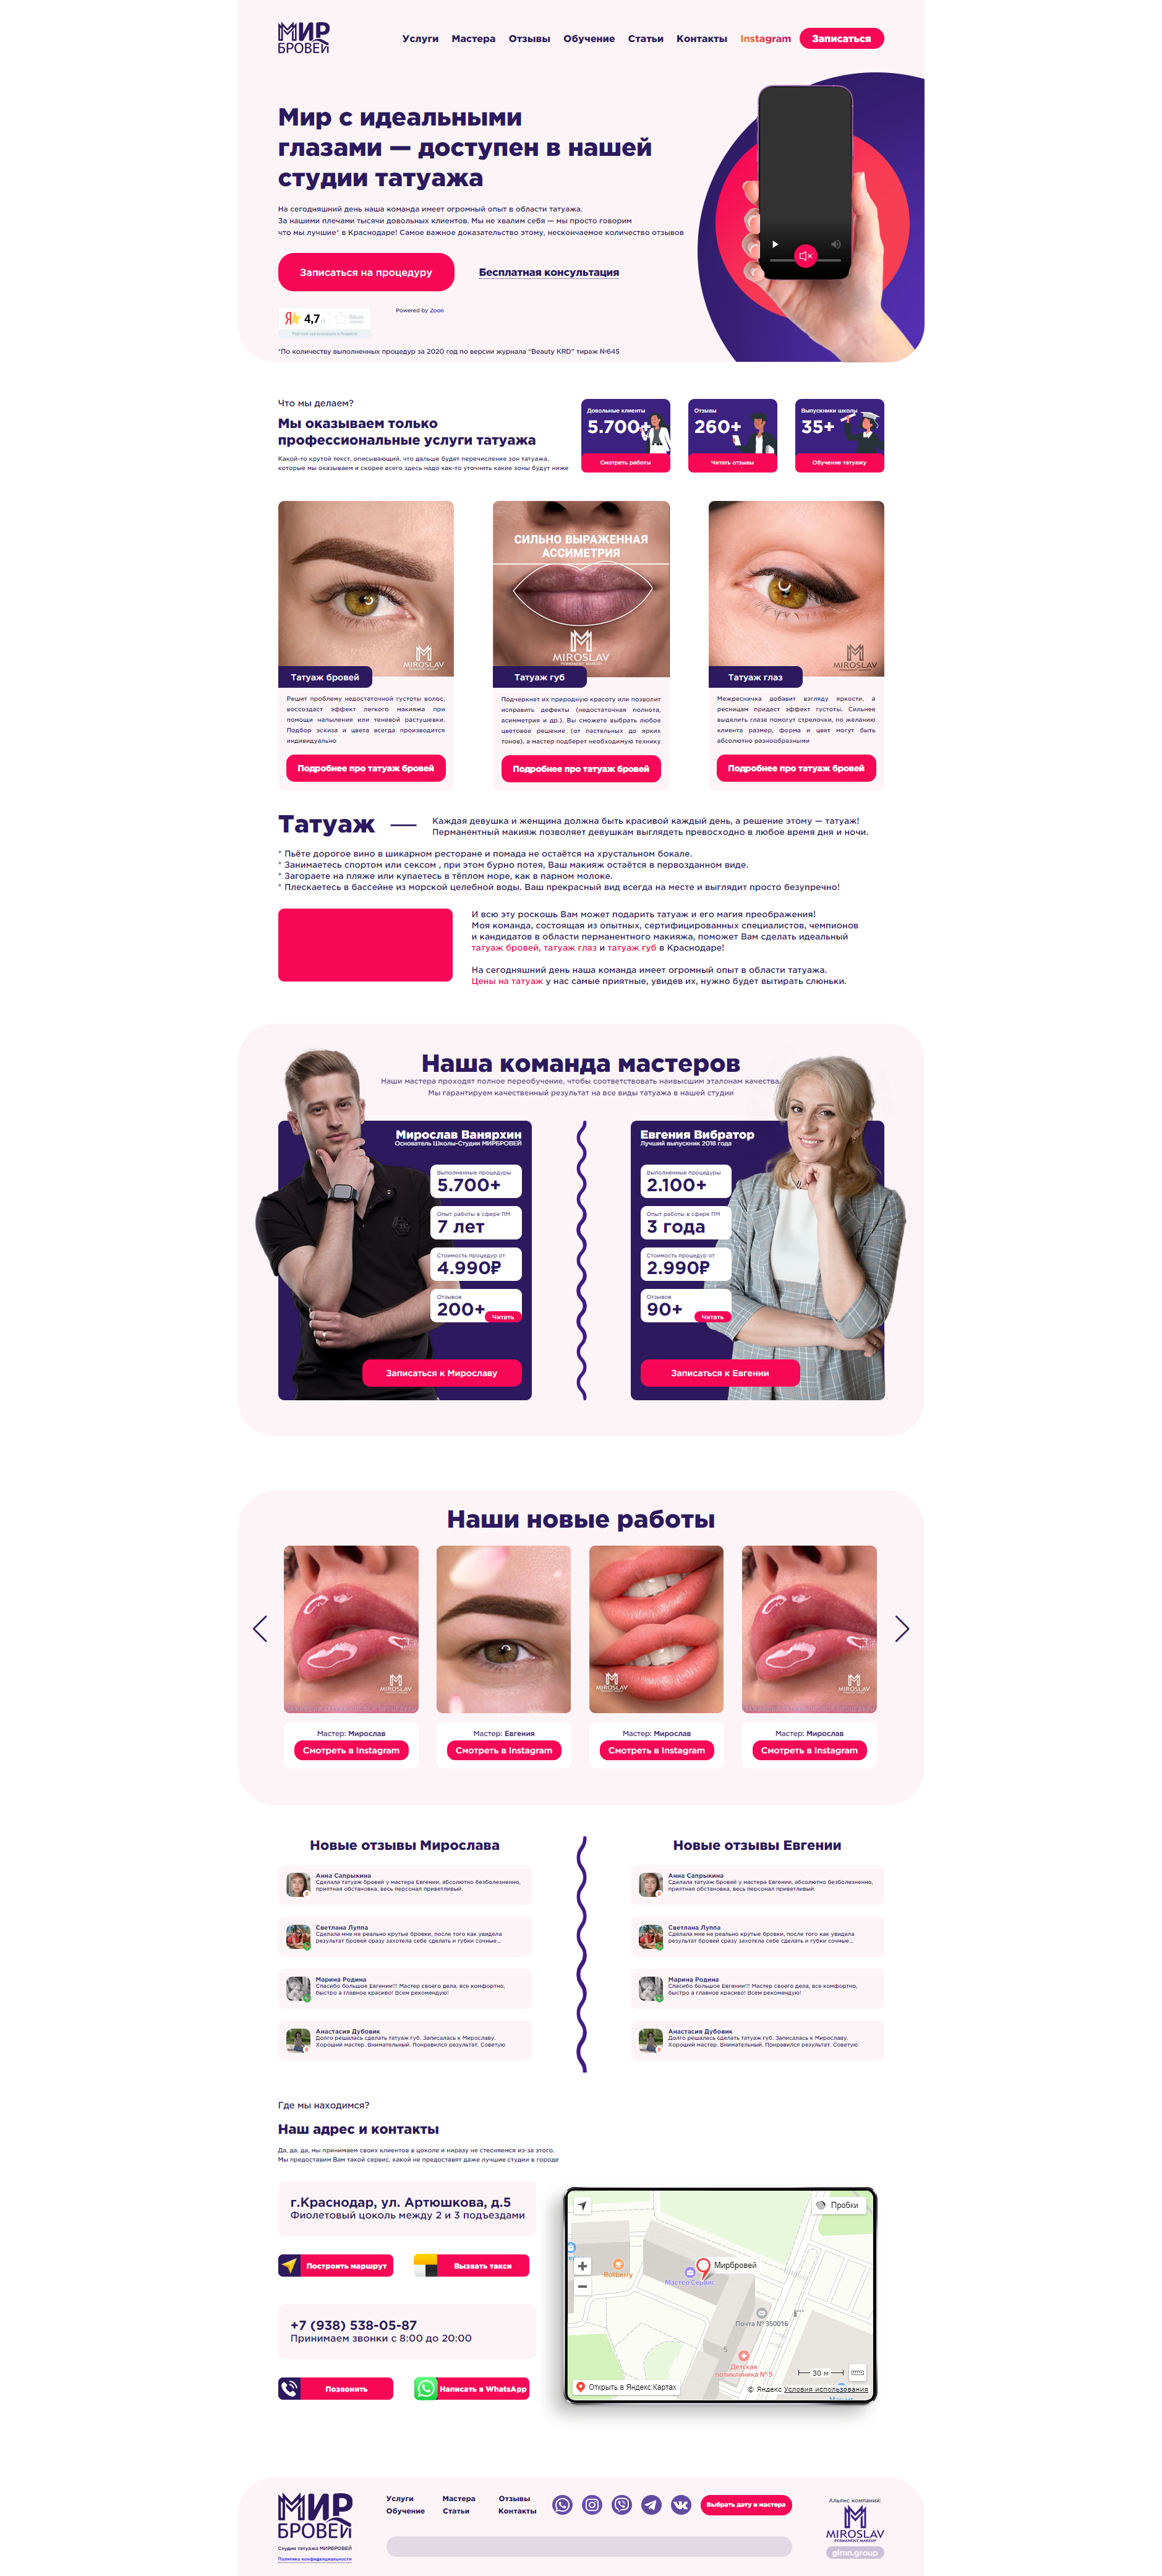 МИР
БРОВЕЙ
Услуги Мастера Отзывы Обучение Статьи Контакты Instagram Записаться
Мир с идеальными
глазами — доступен в нашей
студии татуажа
На сегодняшний день наша команда имеет огромный опыт в области татуажа.
За нашими плечами тысячи довольных клиентов. Мы не хвалим себя — мы просто говорим
что мы лучшие* в Краснодаре! Самое важное доказательство этому, нескончаемое количество отзывов
Записаться на процедуру Бесплатная консультация
Я 4,7
Ваша
оценка
Рейтинг организации в Яндексе
Powered by Zoon
*По количеству выполненных процедур за 2020 год по версии журнала "Beauty KRD" тираж №645
Что мы делаем?
Мы оказываем только
профессиональные услуги татуажа
Какой-то крутой текст, описывающий, что дальше будет перечисление зон татуажа,
которые мы оказываем и скорее всего здесь надо как-то уточнить какие зоны будут ниже
Довольные клиенты
5.700+
Смотреть работы
Отзывы
260+
Читать отзывы
Выпускники школы
35+
Обучение татуажу
MIROSLAV
PERMANENT MAKEUP
Татуаж бровей
Решит проблему недостаточной густоты волос,
воссоздаст эффект легкого макияжа при
помощи напыления или теневой растушевки.
Подбор эскиза и цвета всегда производится
индивидуально
Подробнее про татуаж бровей
СИЛЬНО ВЫРАЖЕННАЯ
АССИМЕТРИЯ
MIROSLAV
PERMANENT MAKEUP
Татуаж губ
Подчеркнет их природную красоту или позволит
исправить дефекты (недостаточная полнота,
асимметрия и др.). Вы сможете выбрать любое
цветовое решение (от пастельных до ярких
тонов), а мастер подберет необходимую технику
Подробнее про татуаж бровей
MIROSLAV
PERMANENT MAKEUP
Татуаж глаз
Межресничка добавит взгляду яркости, а
ресницам придаст эффект густоты. Сильнее
выделить глаза помогут стрелочки, по желанию
клиента размер, форма и цвет могут быть
абсолютно разнообразными
Подробнее про татуаж бровей
Татуаж —
Каждая девушка и женщина должна быть красивой каждый день, а решение этому — татуаж!
Перманентный макияж позволяет девушкам выглядеть превосходно в любое время дня и ночи.
* Пьёте дорогое вино в шикарном ресторане и помада не остаётся на хрустальном бокале.
* Занимаетесь спортом или сексом , при этом бурно потея, Ваш макияж остаётся в первозданном виде.
* Загораете на пляже или купаетесь в тёплом море, как в парном молоке.
* Плескаетесь в бассейне из морской целебной воды. Ваш прекрасный вид всегда на месте и выглядит просто безупречно!
И всю эту роскошь Вам может подарить татуаж и его магия преображения!
Моя команда, состоящая из опытных, сертифицированных специалистов, чемпионов
и кандидатов в области перманентного макияжа, поможет Вам сделать идеальный
татуаж бровей, татуаж глаз и татуаж губ в Краснодаре!
На сегодняшний день наша команда имеет огромный опыт в области татуажа.
Цены на татуаж у нас самые приятные, увидев их, нужно будет вытирать слюньки.
Наша команда мастеров
Наши мастера проходят полное переобучение, чтобы соответствовать наивысшим эталонам качества.
Мы гарантируем качественный результат на все виды татуажа в нашей студии
Мирослав Ванярхин
Основатель Школы-Студии МИРБРОВЕЙ
Выполненные процедуры
5.700+
Опыт работы в сфере ПМ
7 лет
Стоимость процедур от
4.990₽
Отзывов
200+
Читать
Записаться к Мирославу
Евгения Вибратор
Лучший выпускник 2018 года
Выполненные процедуры
2.100+
Опыт работы в сфере ПМ
3 года
Стоимость процедур от
2.990₽
Отзывов
90+
Читать
Записаться к Евгении
Наши новые работы
MIROSLAV
MIROSLAV
MIROSLAV
Мастер: Мирослав
Смотреть в Instagram
Мастер: Евгения
Смотреть в Instagram
Мастер: Мирослав
Смотреть в Instagram
Мастер: Мирослав
Смотреть в Instagram
Новые отзывы Мирослава
Анна Сапрыкина
Сделала татуаж бровей у мастера Евгении, абсолютно безболезненно,
приятная обстановка, весь персонал приветливый.
Светлана Луппа
Сделала мне не реально крутые бровки, после того как увидела
результат бровей сразу захотела себе сделать и губки сочные...
Марина Родина
Спасибо большое Евгении!!! Мастер своего дела, все комфортно,
быстро а главное красиво! Всем рекомендую!
Анастасия Дубовик
Долго решалась сделать татуаж губ. Записалась к Мирославу.
Хороший мастер. Внимательный. Понравился результат. Советую
Новые отзывы Евгении
Анна Сапрыкина
Сделала татуаж бровей у мастера Евгении, абсолютно безболезненно,
приятная обстановка, весь персонал приветливый.
Светлана Луппа
Сделала мне не реально крутые бровки, после того как увидела
результат бровей сразу захотела себе сделать и губки сочные...
Марина Родина
Спасибо большое Евгении!!! Мастер своего дела, все комфортно,
быстро а главное красиво! Всем рекомендую!
Анастасия Дубовик
Долго решалась сделать татуаж губ. Записалась к Мирославу.
Хороший мастер. Внимательный. Понравился результат. Советую
Где мы находимся?
Наш адрес и контакты
Да, да, да, мы принимаем своих клиентов в цоколе и ниразу не стесняемся из-за этого.
Мы предоставим Вам такой сервис, какой не предоставят даже лучшие студии в городе
г.Краснодар, ул. Артюшкова, д.5
Фиолетовый цоколь между 2 и 3 подъездами
Построить маршрут Вызвать такси
+7 (938) 538-05-87
Принимаем звонки с 8:00 до 20:00
Позвонить Написать в WhatsApp
Пробки
Мирбровей
Rollberry
Мастер Сервис
Почта № 350016
5
Детская
поликлиника № 5
30 м
Открыть в Яндекс.Картах
© Яндекс Условия использования
Магнит
МИР
БРОВЕЙ
Студия татуажа МИРБРОВЕЙ
Политика конфиденциальности
Услуги Мастера Отзывы
Обучение Статьи Контакты
Выбрать дату и мастера
Альянс компаний:
MIROSLAV
PERMANENT MAKEUP
glmn.group